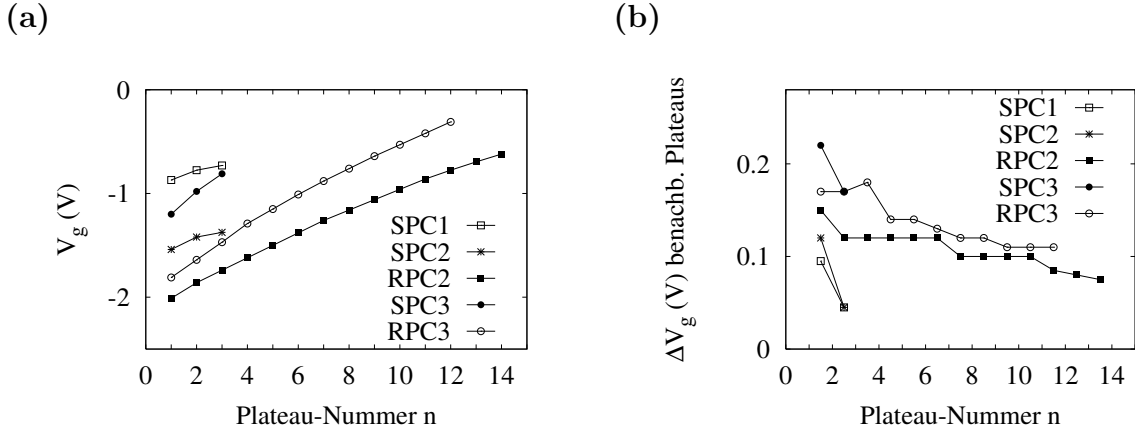 (a)
(b)
0
-1
-2
V_g (V)
SPC1
SPC2
RPC2
SPC3
RPC3
0 2 4 6 8 10 12 14
Plateau-Nummer n
0.2
0.1
0
ΔV_g (V) benachb. Plateaus
SPC1
SPC2
RPC2
SPC3
RPC3
0 2 4 6 8 10 12 14
Plateau-Nummer n